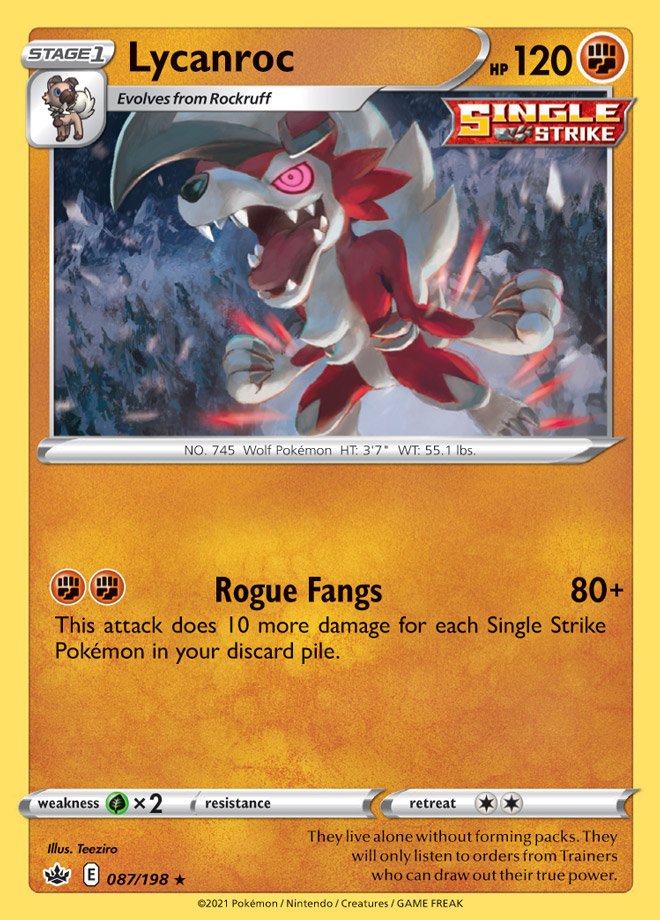 STAGE1
Lycanroc
HP 120
Evolves from Rockruff
SINGLE
STRIKE
NO. 745 Wolf Pokémon HT: 3'7" WT: 55.1 lbs.
Rogue Fangs 80+
This attack does 10 more damage for each Single Strike
Pokémon in your discard pile.
weakness ×2 resistance retreat
Illus. Teeziro
They live alone without forming packs. They
will only listen to orders from Trainers
who can draw out their true power.
E 087/198 ★
©2021 Pokémon / Nintendo / Creatures / GAME FREAK